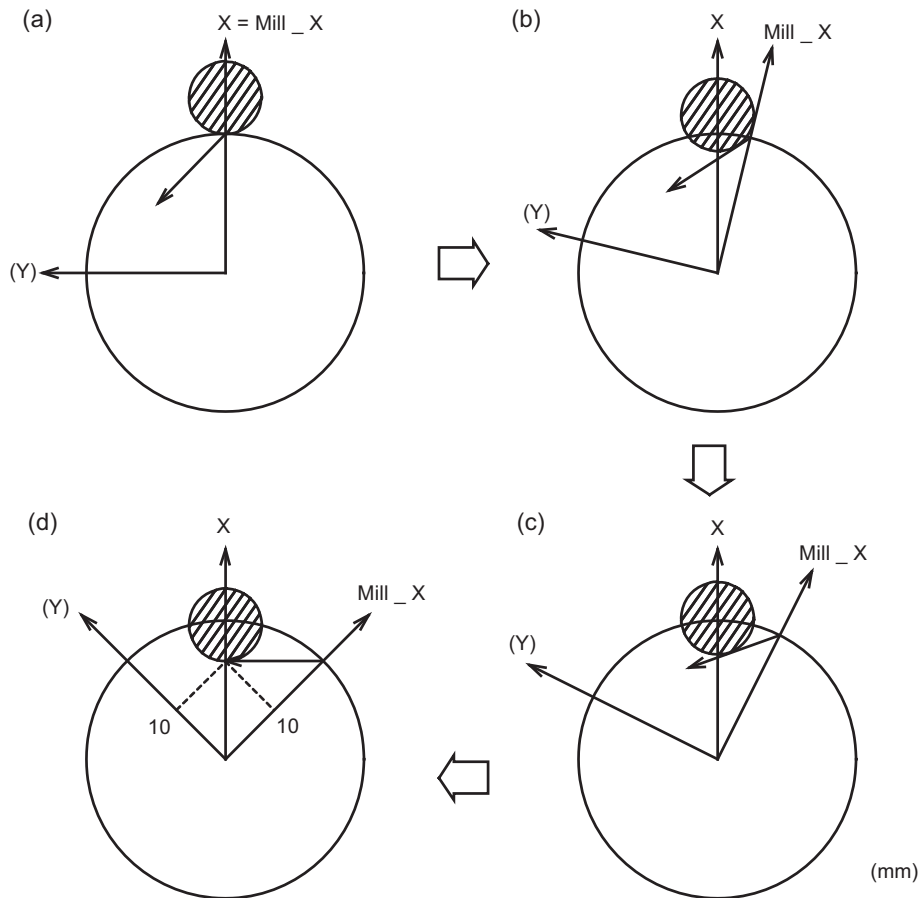 (a)
X = Mill _ X
(Y)
(b)
X
Mill _ X
(Y)
(d)
X
Mill _ X
(Y)
10
10
(c)
X
Mill _ X
(Y)
(mm)